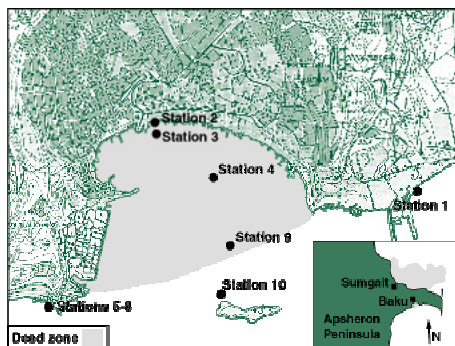 Station 2
Station 3
Station 4
Station 1
Station 9
Station 10
Stations 5-8
Dead zone
Sumgait
Baku
Apsheron
Peninsula
N